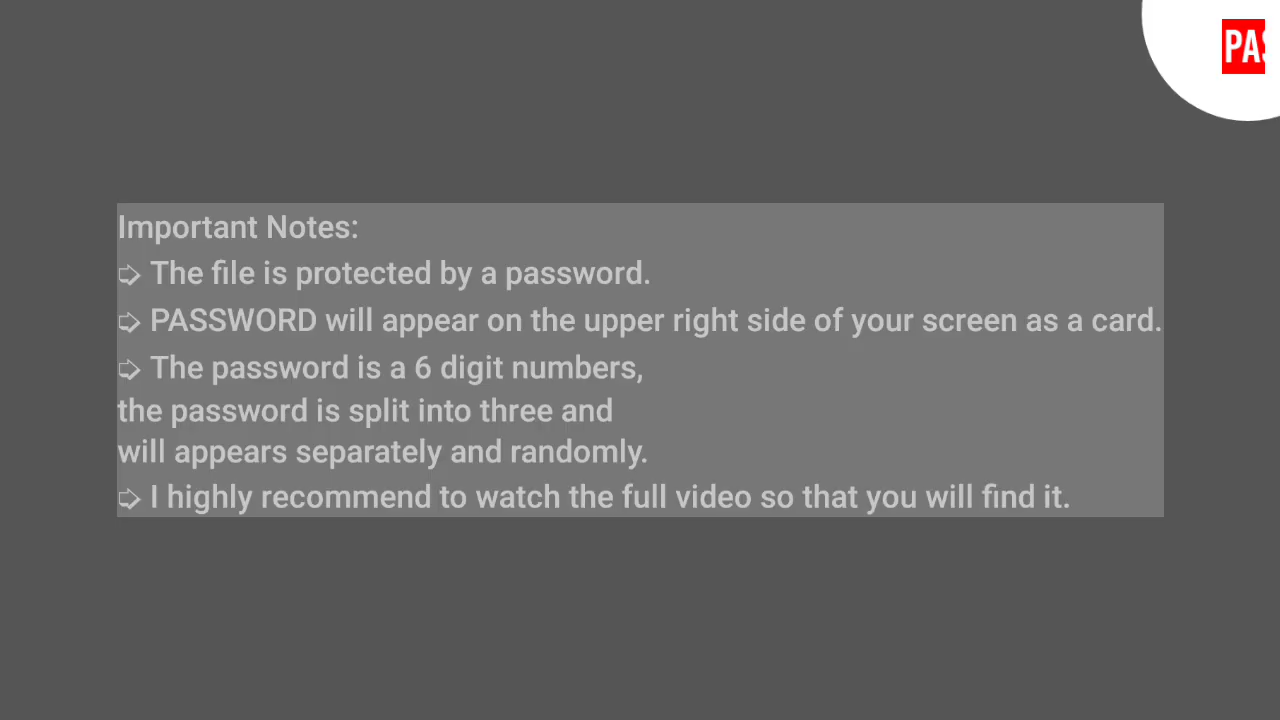 PAS
Important Notes:
➩ The file is protected by a password.
➩ PASSWORD will appear on the upper right side of your screen as a card.
➩ The password is a 6 digit numbers,
the password is split into three and
will appears separately and randomly.
➩ I highly recommend to watch the full video so that you will find it.